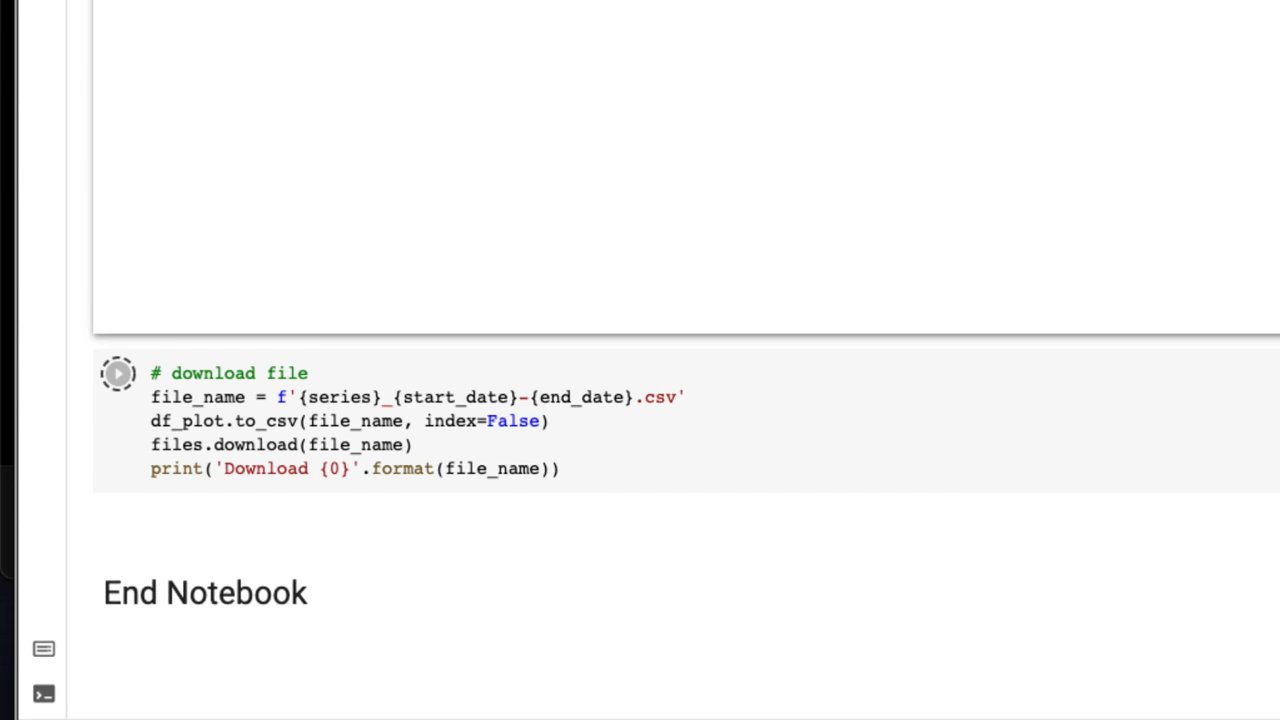 # download file
file_name = f'{series}_{start_date}-{end_date}.csv'
df_plot.to_csv(file_name, index=False)
files.download(file_name)
print('Download {0}'.format(file_name))
End Notebook